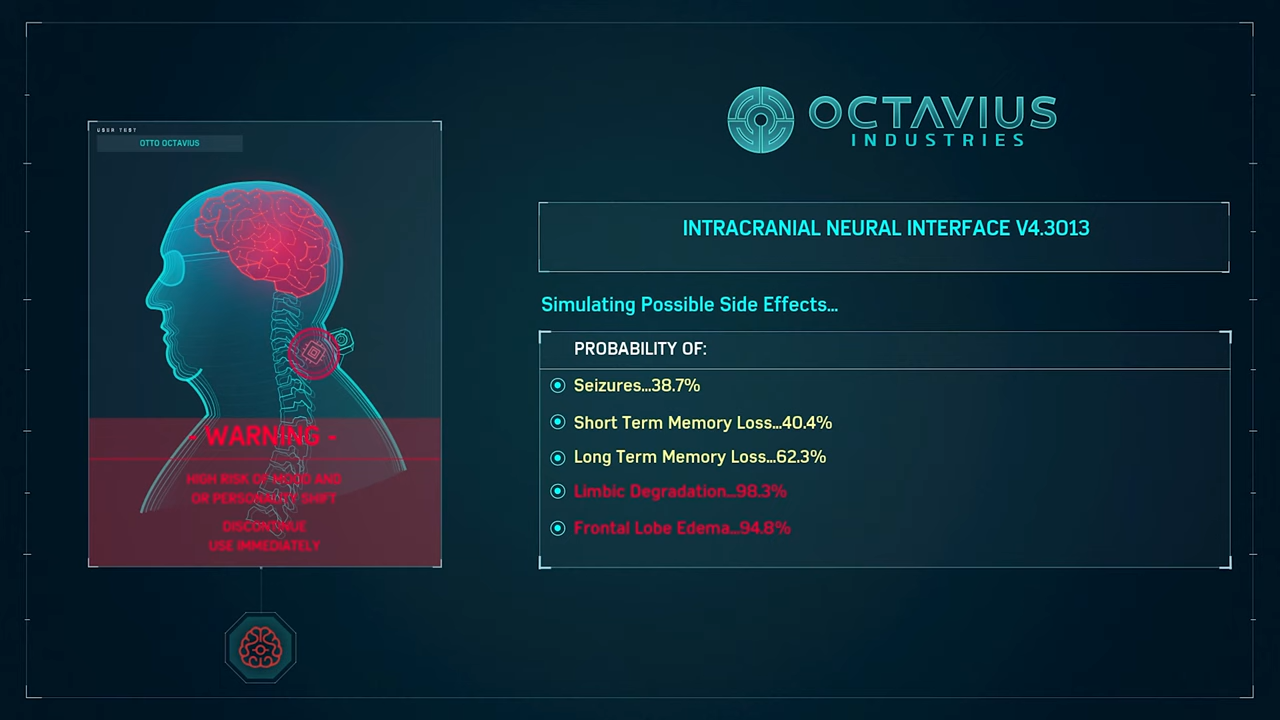 USER TEST
OTTO OCTAVIUS
- WARNING -
HIGH RISK OF MOOD AND
OR PERSONALITY SHIFT
DISCONTINUE
USE IMMEDIATELY
OCTAVIUS
INDUSTRIES
INTRACRANIAL NEURAL INTERFACE V4.3013
Simulating Possible Side Effects...
PROBABILITY OF:
Seizures...38.7%
Short Term Memory Loss...40.4%
Long Term Memory Loss...62.3%
Limbic Degradation...98.3%
Frontal Lobe Edema...94.8%